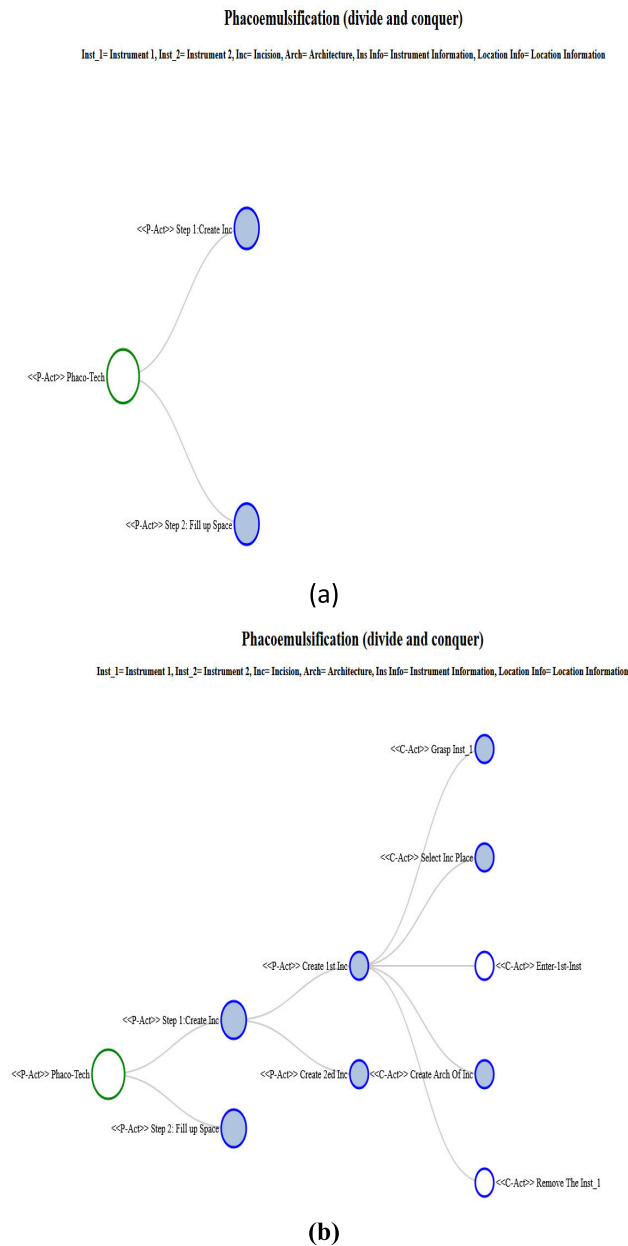 Phacoemulsification (divide and conquer)
Inst_1= Instrument 1, Inst_2= Instrument 2, Inc= Incision, Arch= Architecture, Ins Info= Instrument Information, Location Info= Location Information
<<P-Act>> Step 1:Create Inc
<<P-Act>> Phaco-Tech
<<P-Act>> Step 2: Fill up Space
(a)
Phacoemulsification (divide and conquer)
Inst_1= Instrument 1, Inst_2= Instrument 2, Inc= Incision, Arch= Architecture, Ins Info= Instrument Information, Location Info= Location Information
<<C-Act>> Grasp Inst_1
<<C-Act>> Select Inc Place
<<P-Act>> Create 1st Inc
<<C-Act>> Enter-1st-Inst
<<P-Act>> Step 1:Create Inc
<<P-Act>> Phaco-Tech
<<P-Act>> Create 2ed Inc
<<C-Act>> Create Arch Of Inc
<<P-Act>> Step 2: Fill up Space
<<C-Act>> Remove The Inst_1
(b)